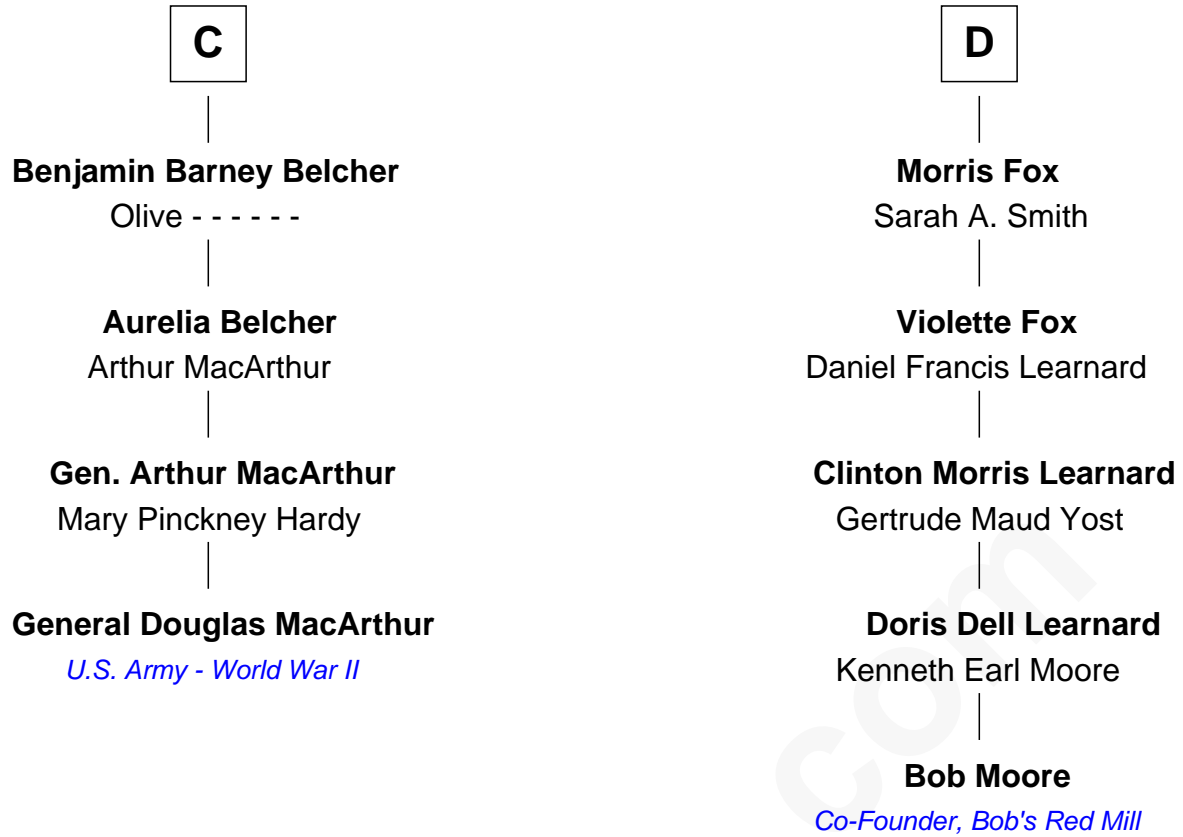 C
Benjamin Barney Belcher
Olive - - - - - -
Aurelia Belcher
Arthur MacArthur
Gen. Arthur MacArthur
Mary Pinckney Hardy
General Douglas MacArthur
U.S. Army - World War II
D
Morris Fox
Sarah A. Smith
Violette Fox
Daniel Francis Learnard
Clinton Morris Learnard
Gertrude Maud Yost
Doris Dell Learnard
Kenneth Earl Moore
Bob Moore
Co-Founder, Bob's Red Mill
com